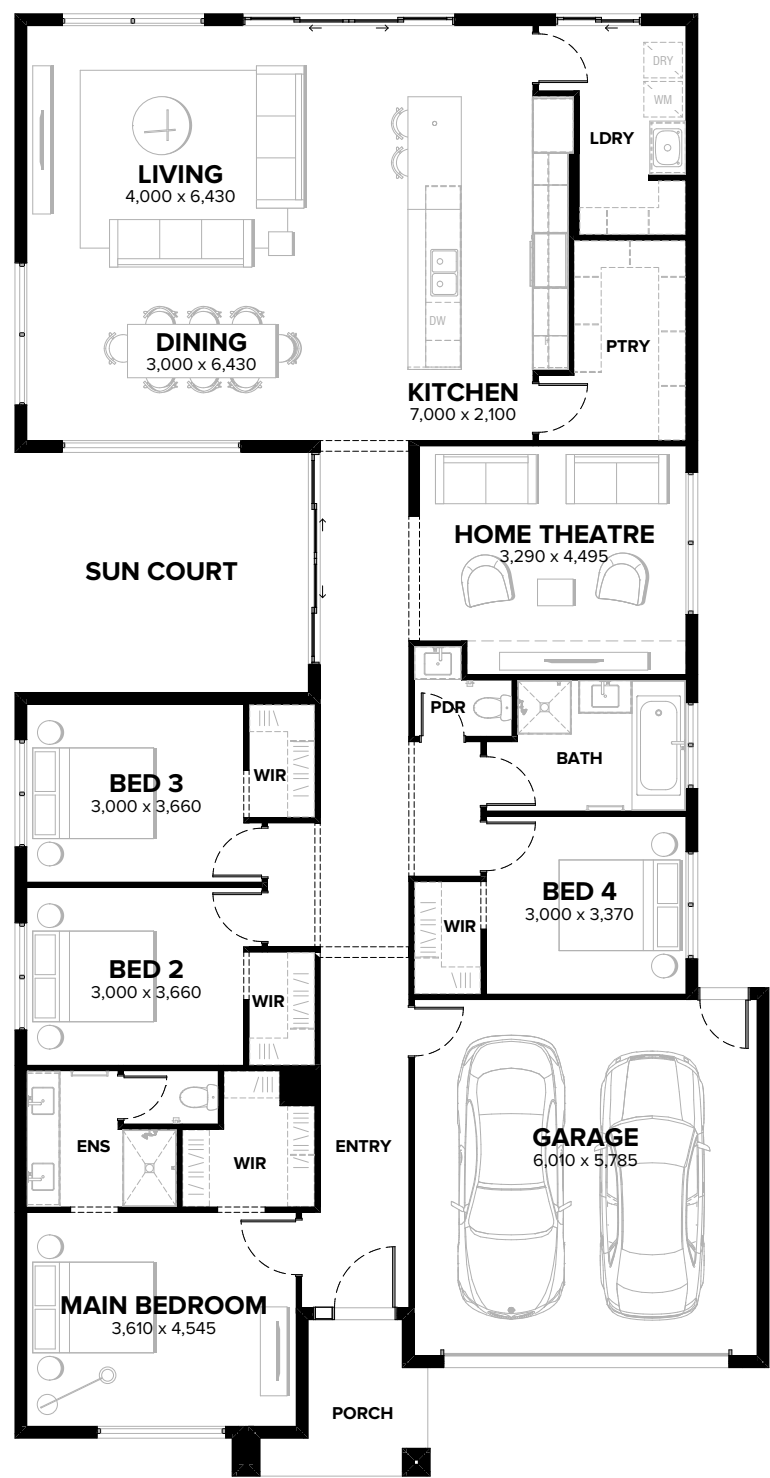 DRY
WM
LDRY
LIVING
4,000 x 6,430
DW
DINING
3,000 x 6,430
PTRY
KITCHEN
7,000 x 2,100
HOME THEATRE
3,290 x 4,495
SUN COURT
PDR
BATH
WIR
BED 3
3,000 x 3,660
BED 4
3,000 x 3,370
WIR
BED 2
3,000 x 3,660
WIR
ENS
WIR
ENTRY
GARAGE
6,010 x 5,785
MAIN BEDROOM
3,610 x 4,545
PORCH